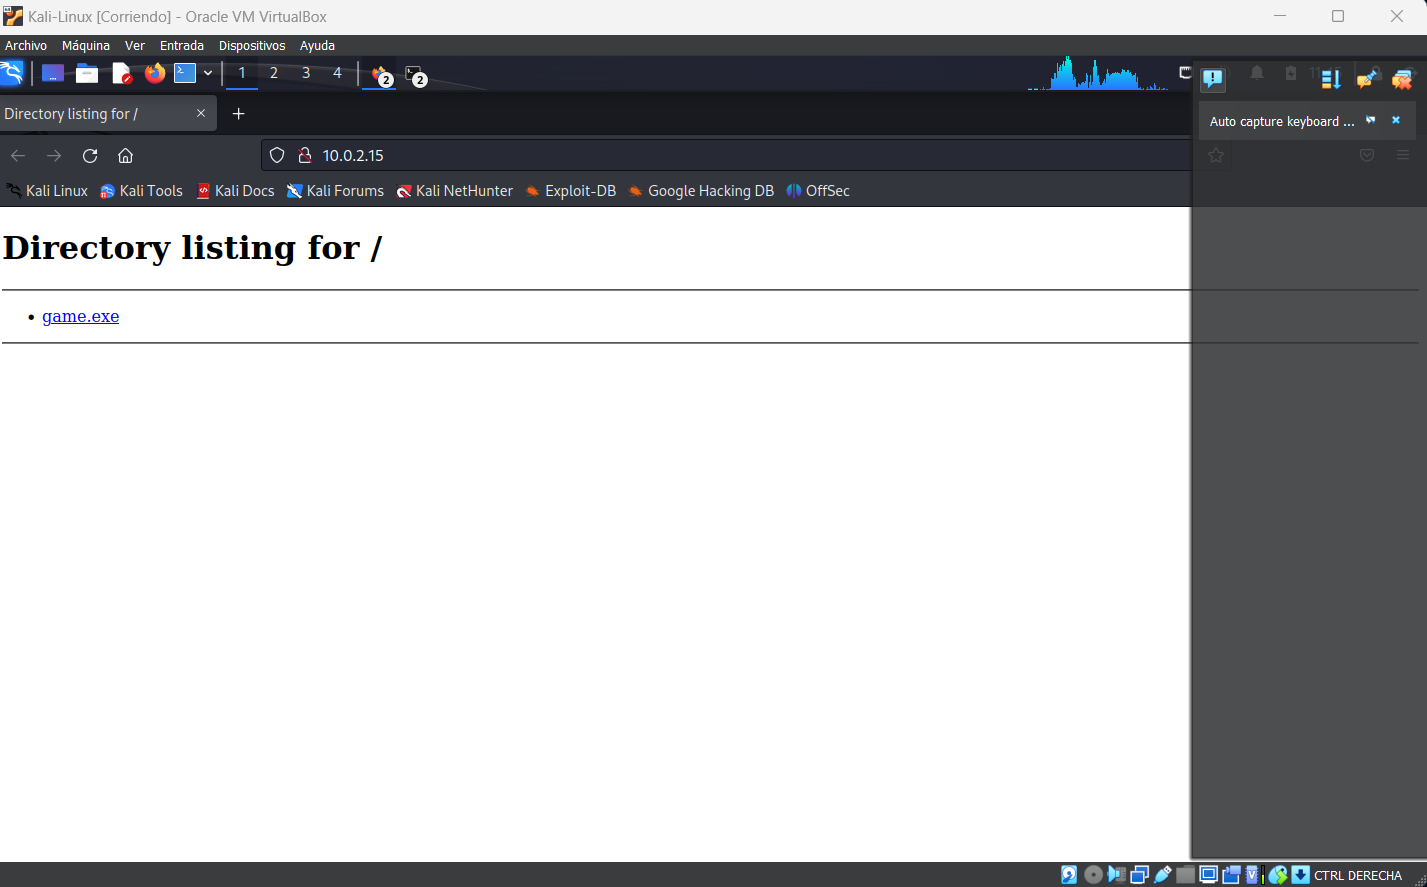 Kali-Linux [Corriendo] - Oracle VM VirtualBox
Archivo Máquina Ver Entrada Dispositivos Ayuda
1 2 3 4 2 2
Directory listing for /
10.0.2.15
Auto capture keyboard ...
Kali Linux Kali Tools Kali Docs Kali Forums Kali NetHunter Exploit-DB Google Hacking DB OffSec
Directory listing for /
• game.exe
CTRL DERECHA